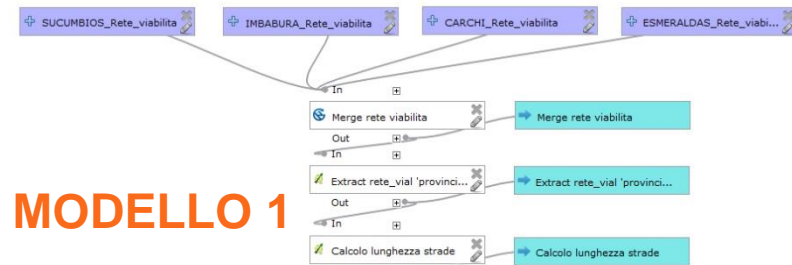 SUCUMBIOS_Rete_viabilita
IMBABURA_Rete_viabilita
CARCHI_Rete_viabilita
ESMERALDAS_Rete_viabi...
In
Merge rete viabilita
Merge rete viabilita
Out
In
Extract rete_vial 'provinci...
Extract rete_vial 'provinci...
Out
In
MODELLO 1
Calcolo lunghezza strade
Calcolo lunghezza strade